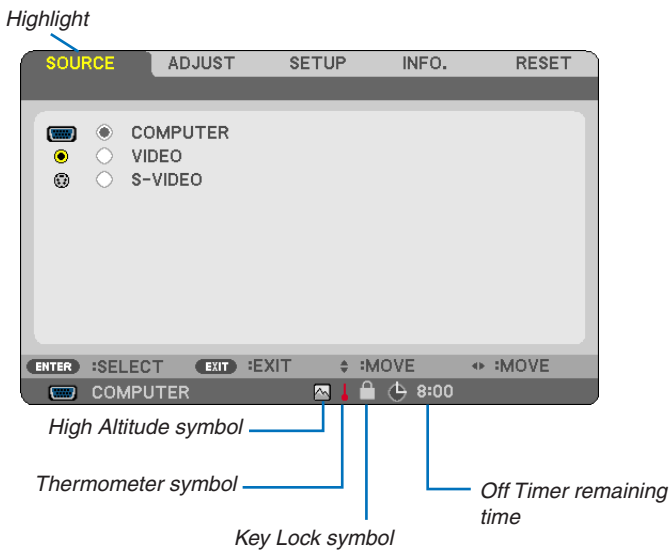 Highlight
SOURCE ADJUST SETUP INFO. RESET
COMPUTER
VIDEO
S-VIDEO
ENTER :SELECT EXIT :EXIT :MOVE :MOVE
COMPUTER 8:00
High Altitude symbol
Thermometer symbol
Off Timer remaining
time
Key Lock symbol